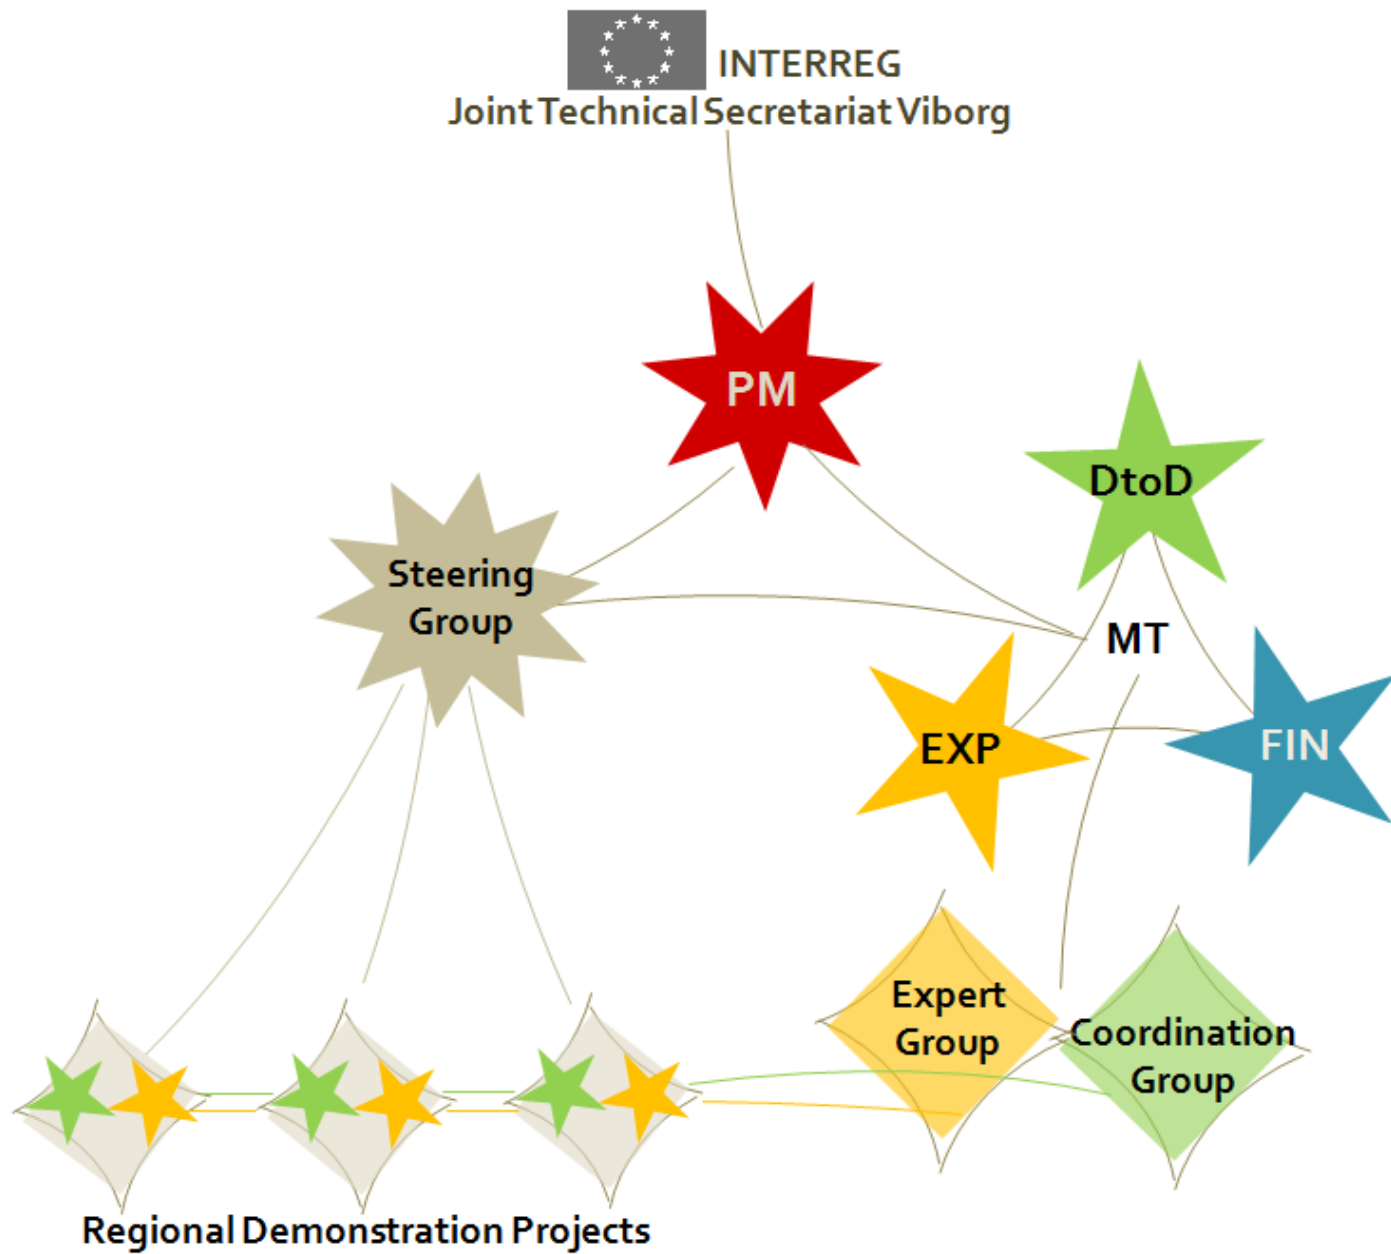 INTERREG
Joint Technical Secretariat Viborg
PM
DtoD
Steering
Group
MT
EXP
FIN
Expert
Group
Coordination
Group
Regional Demonstration Projects